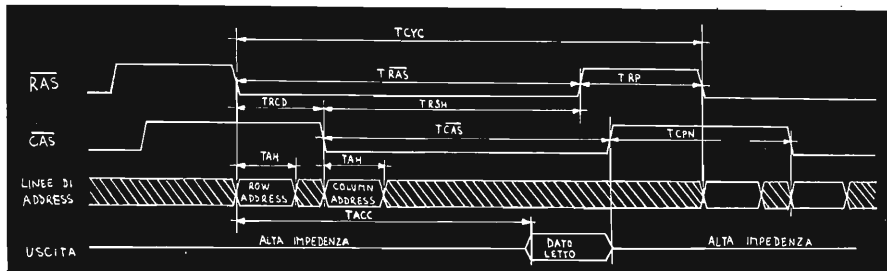 TCYC
RAS
TRAS
TRP
TRCD
TRSH
CAS
TCAS
TCPN
TAH
TAH
LINEE DI
ADDRESS
ROW
ADDRESS
COLUMN
ADDRESS
TACC
USCITA
ALTA IMPEDENZA
DATO
LETTO
ALTA IMPEDENZA